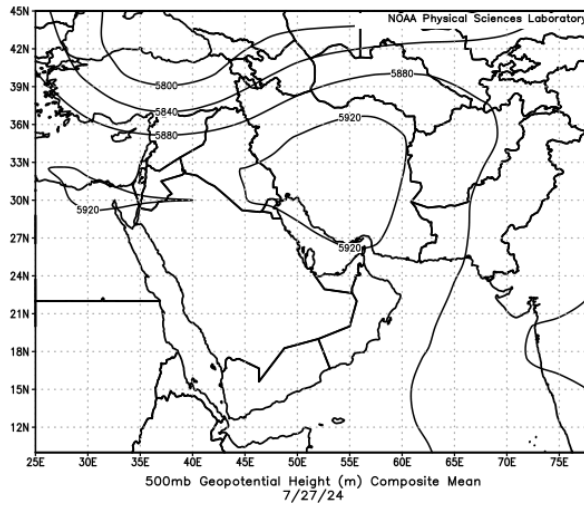 NOAA Physical Sciences Laboratory
45N
42N
39N
36N
33N
30N
27N
24N
21N
18N
15N
12N
5800
5840
5880
5880
5920
5920
5920
25E 30E 35E 40E 45E 50E 55E 60E 65E 70E 75E
500mb Geopotential Height (m) Composite Mean
7/27/24